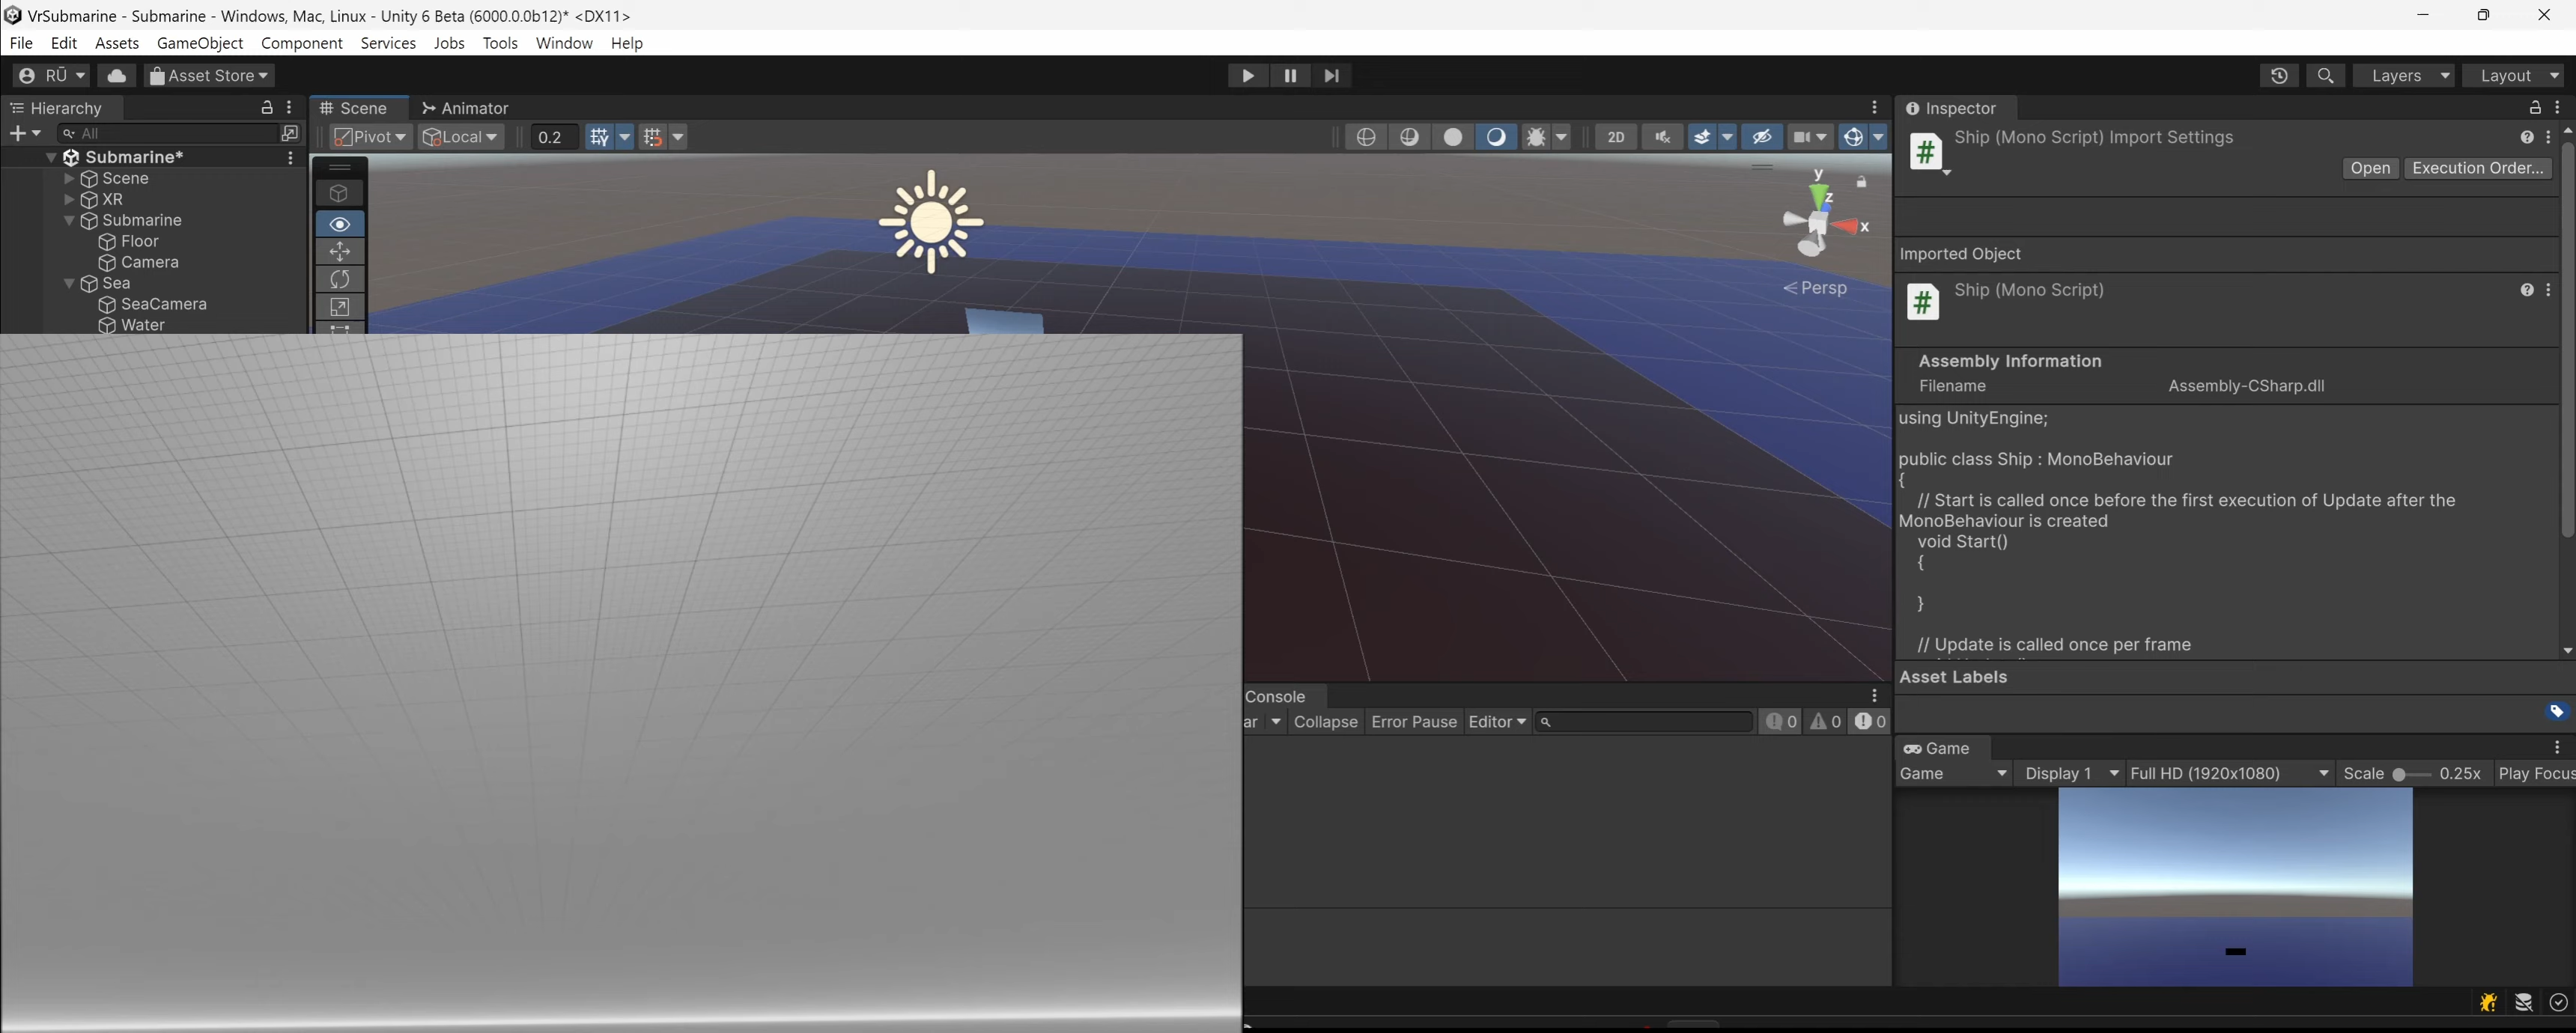 VrSubmarine - Submarine - Windows, Mac, Linux - Unity 6 Beta (6000.0.0b12)* <DX11>
File Edit Assets GameObject Component Services Jobs Tools Window Help
RŪ Asset Store Layers Layout
Hierarchy
All
Submarine*
Scene
XR
Submarine
Floor
Camera
Sea
SeaCamera
Water
Scene Animator
Pivot Local 0.2 2D
y
z
x
Persp
Console
ar Collapse Error Pause Editor 0 0 0
Inspector
Ship (Mono Script) Import Settings
Open Execution Order...
Imported Object
Ship (Mono Script)
Assembly Information
Filename Assembly-CSharp.dll
using UnityEngine;
public class Ship : MonoBehaviour
{
// Start is called once before the first execution of Update after the
MonoBehaviour is created
void Start()
{
}
// Update is called once per frame
Asset Labels
Game
Game Display 1 Full HD (1920x1080) Scale 0.25x Play Focus